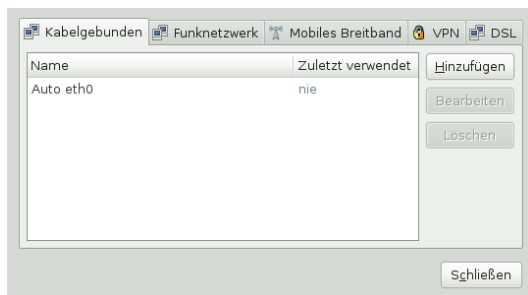 Kabelgebunden Funknetzwerk Mobiles Breitband VPN DSL
Name Zuletzt verwendet
Auto eth0 nie
Hinzufügen
Bearbeiten
Löschen
Schließen